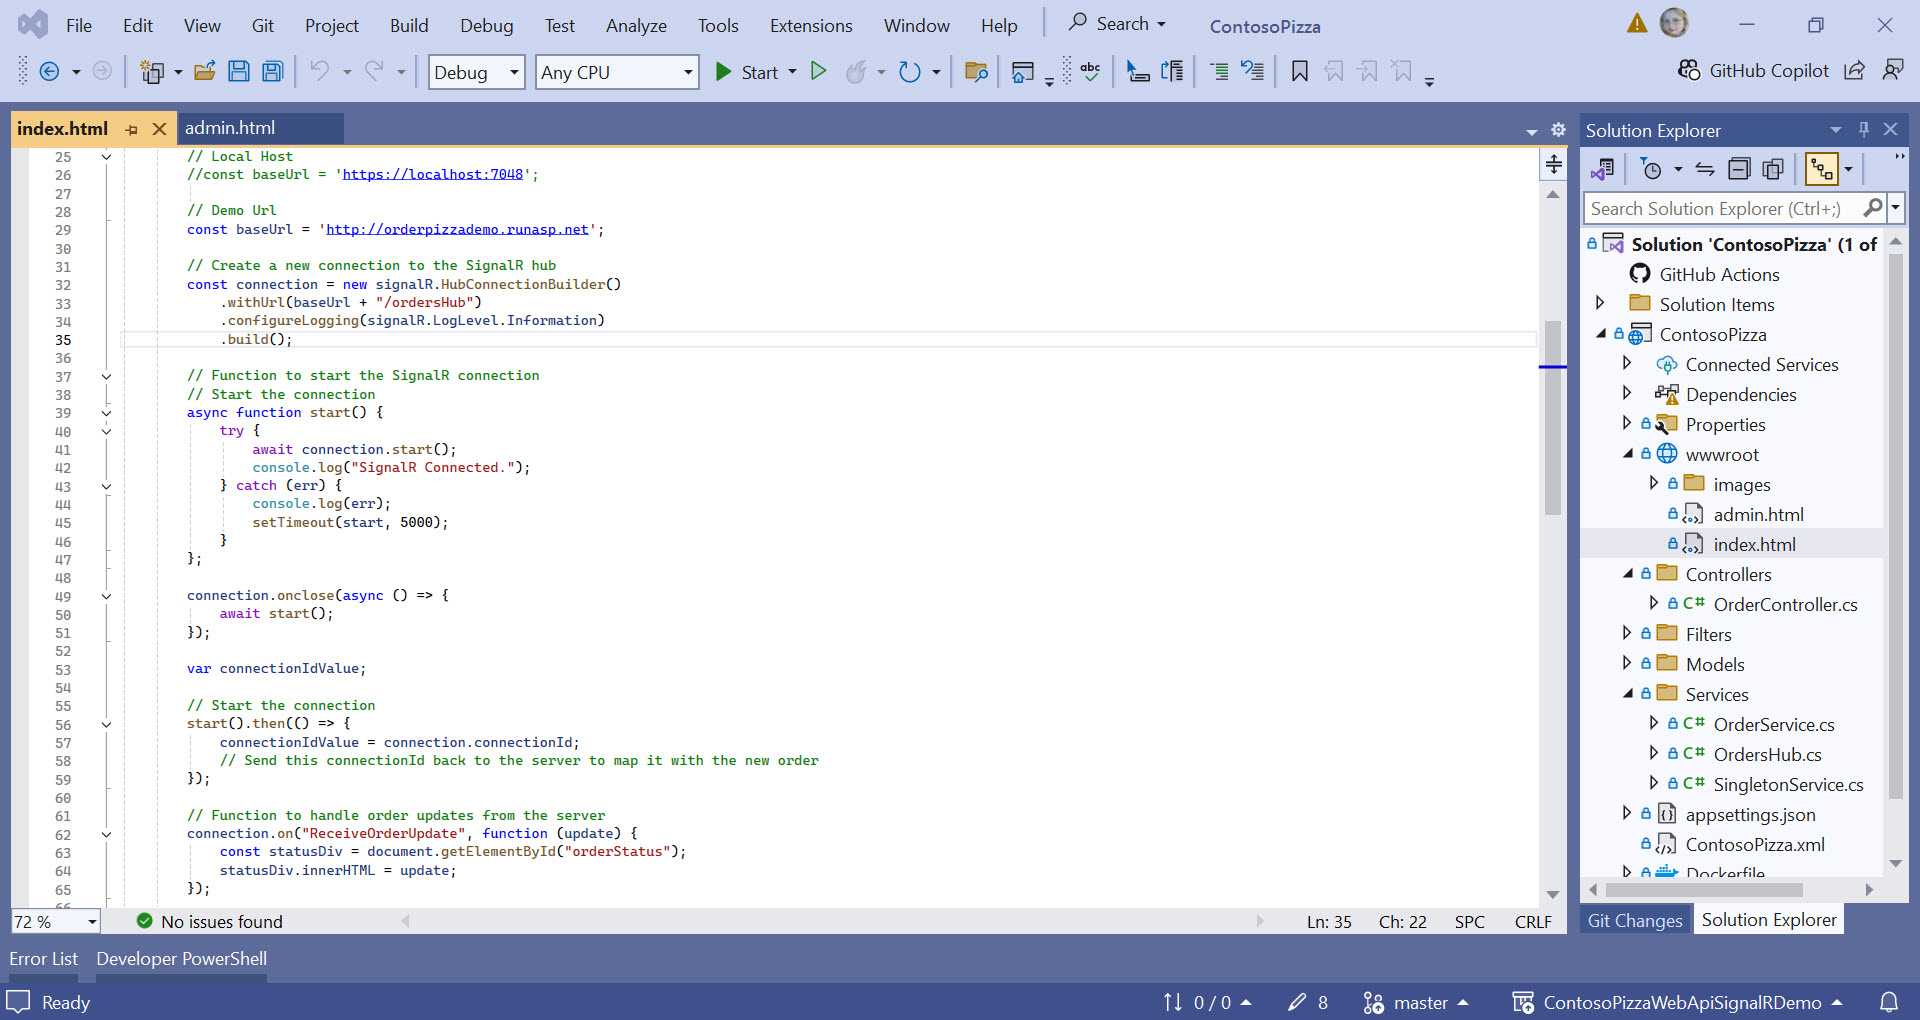 File Edit View Git Project Build Debug Test Analyze Tools Extensions Window Help Search ContosoPizza
Debug Any CPU Start abc GitHub Copilot
index.html admin.html
25 // Local Host
26 //const baseUrl = 'https://localhost:7048';
27
28 // Demo Url
29 const baseUrl = 'http://orderpizzademo.runasp.net';
30
31 // Create a new connection to the SignalR hub
32 const connection = new signalR.HubConnectionBuilder()
33 .withUrl(baseUrl + "/ordersHub")
34 .configureLogging(signalR.LogLevel.Information)
35 .build();
36
37 // Function to start the SignalR connection
38 // Start the connection
39 async function start() {
40 try {
41 await connection.start();
42 console.log("SignalR Connected.");
43 } catch (err) {
44 console.log(err);
45 setTimeout(start, 5000);
46 }
47 };
48
49 connection.onclose(async () => {
50 await start();
51 });
52
53 var connectionIdValue;
54
55 // Start the connection
56 start().then(() => {
57 connectionIdValue = connection.connectionId;
58 // Send this connectionId back to the server to map it with the new order
59 });
60
61 // Function to handle order updates from the server
62 connection.on("ReceiveOrderUpdate", function (update) {
63 const statusDiv = document.getElementById("orderStatus");
64 statusDiv.innerHTML = update;
65 });
66
72 % No issues found Ln: 35 Ch: 22 SPC CRLF
Solution Explorer
Search Solution Explorer (Ctrl+;)
Solution 'ContosoPizza' (1 of
GitHub Actions
Solution Items
ContosoPizza
Connected Services
Dependencies
Properties
wwwroot
images
admin.html
index.html
Controllers
C# OrderController.cs
Filters
Models
Services
C# OrderService.cs
C# OrdersHub.cs
C# SingletonService.cs
appsettings.json
ContosoPizza.xml
Dockerfile
Git Changes Solution Explorer
Error List Developer PowerShell
Ready 0 / 0 8 master ContosoPizzaWebApiSignalRDemo